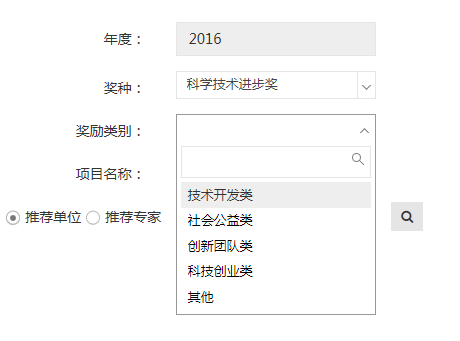 年度： 2016
奖种： 科学技术进步奖
奖励类别：
项目名称：
技术开发类
社会公益类
推荐单位 推荐专家
创新团队类
科技创业类
其他